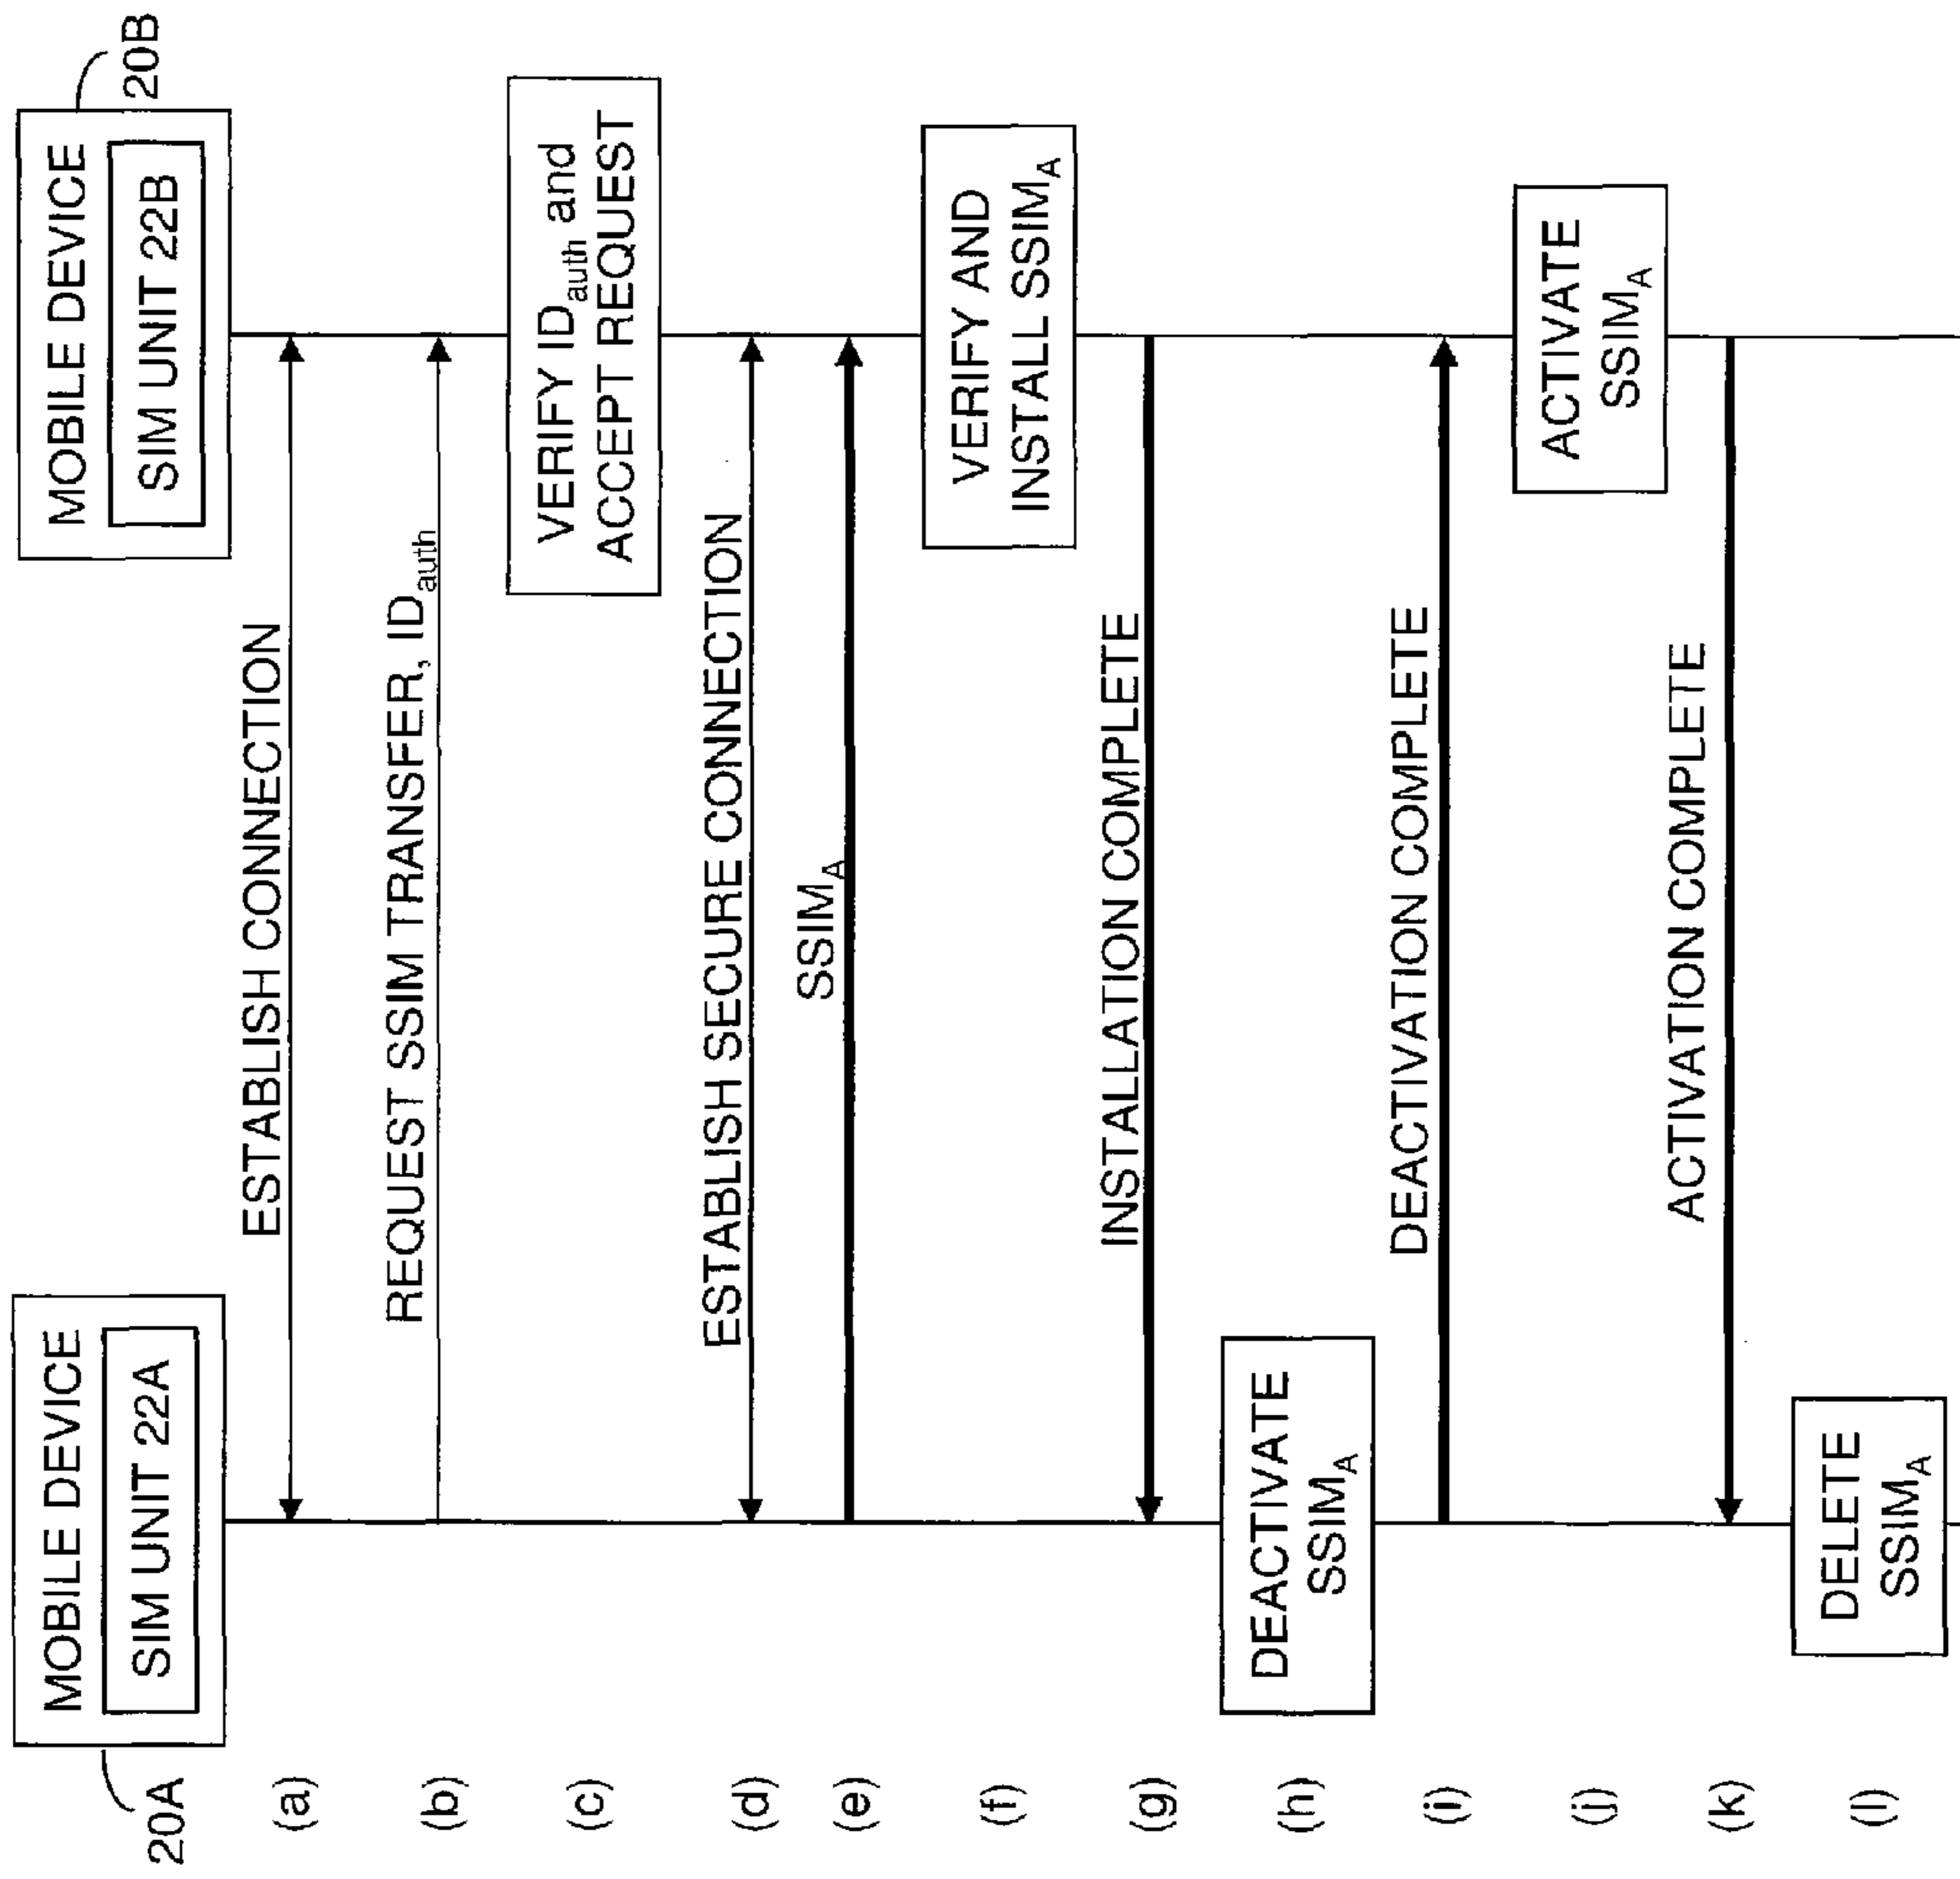 20A
MOBILE DEVICE
SIM UNIT 22A
MOBILE DEVICE
SIM UNIT 22B
20B
(a)
ESTABLISH CONNECTION
(b)
REQUEST SSIM TRANSFER, IDauth
(c)
VERIFY IDauth and
ACCEPT REQUEST
(d)
ESTABLISH SECURE CONNECTION
(e)
SSIMA
(f)
VERIFY AND
INSTALL SSIMA
(g)
INSTALLATION COMPLETE
(h)
DEACTIVATE
SSIMA
(i)
DEACTIVATION COMPLETE
(j)
ACTIVATE
SSIMA
(k)
ACTIVATION COMPLETE
(l)
DELETE
SSIMA